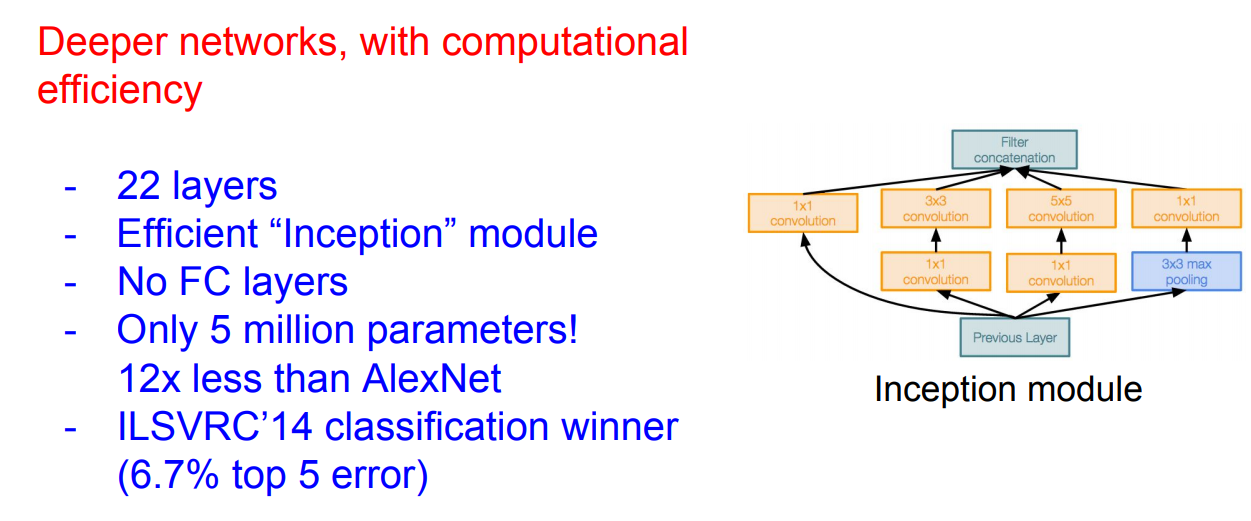 Deeper networks, with computational
efficiency
- 22 layers
- Efficient “Inception” module
- No FC layers
- Only 5 million parameters!
12x less than AlexNet
- ILSVRC’14 classification winner
(6.7% top 5 error)
Filter
concatenation
1x1
convolution
3x3
convolution
5x5
convolution
1x1
convolution
1x1
convolution
1x1
convolution
3x3 max
pooling
Previous Layer
Inception module